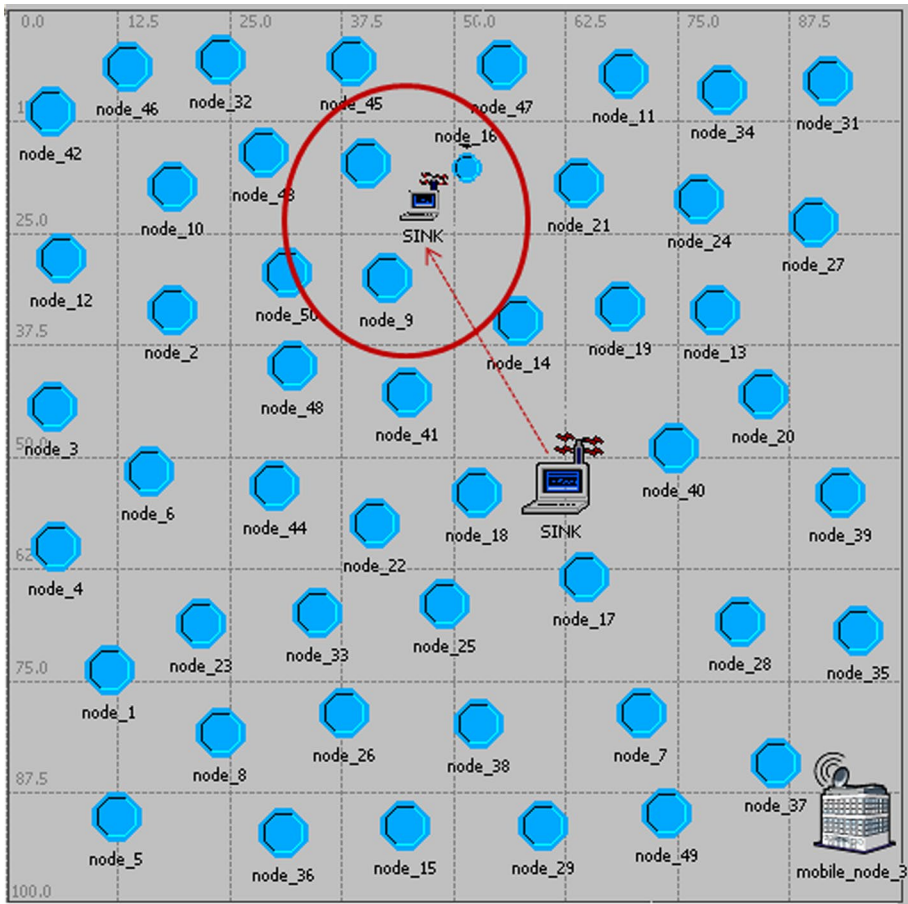 0.0 12.5 25.0 37.5 50.0 62.5 75.0 87.5
node_46 node_32 node_45 node_47 node_11 node_34 node_31
node_42 node_16
node_43
node_10 SINK node_21 node_24
25.0
node_12 node_50 node_9 node_27
37.5
node_2 node_14 node_19 node_13
node_48 node_41 node_20
node_3
50.0
node_6 node_44 node_22 node_18 SINK node_40 node_39
node_4
node_23 node_33 node_25 node_17 node_28 node_35
75.0
node_1
node_8 node_26 node_38 node_7
87.5
node_37
node_5 node_36 node_15 node_29 node_49 mobile_node_3
100.0